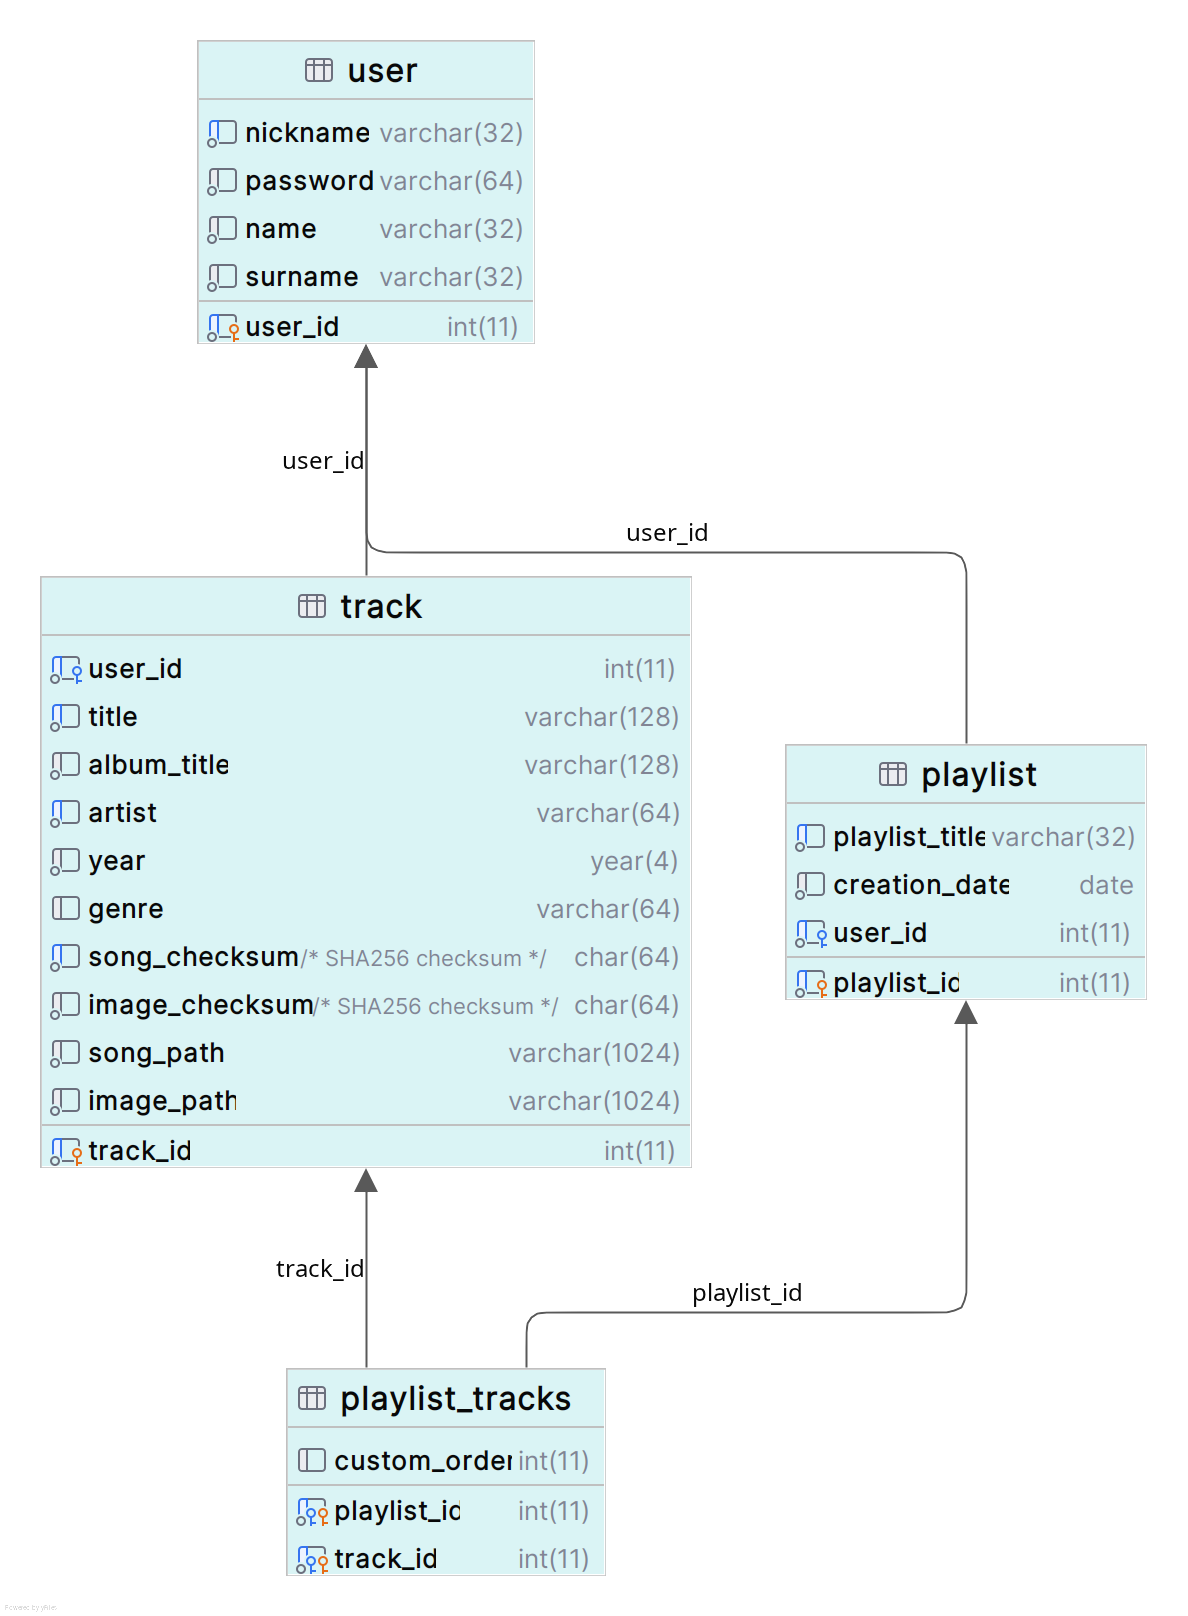 user
nickname varchar(32)
password varchar(64)
name varchar(32)
surname varchar(32)
user_id int(11)
user_id
user_id
track
user_id int(11)
title varchar(128)
album_title varchar(128)
artist varchar(64)
year year(4)
genre varchar(64)
song_checksum /* SHA256 checksum */ char(64)
image_checksum /* SHA256 checksum */ char(64)
song_path varchar(1024)
image_path varchar(1024)
track_id int(11)
playlist
playlist_title varchar(32)
creation_date date
user_id int(11)
playlist_id int(11)
track_id
playlist_id
playlist_tracks
custom_order int(11)
playlist_id int(11)
track_id int(11)
Powered by yFiles